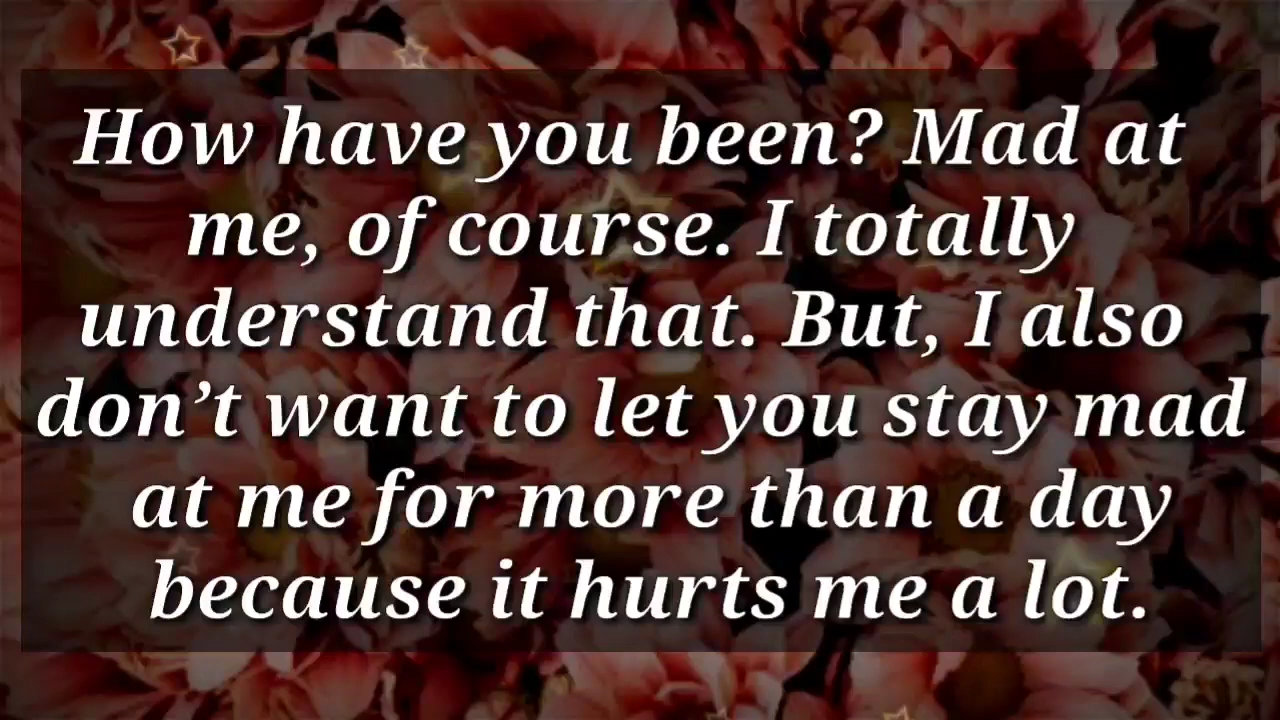 How have you been? Mad at
me, of course. I totally
understand that. But, I also
don’t want to let you stay mad
at me for more than a day
because it hurts me a lot.